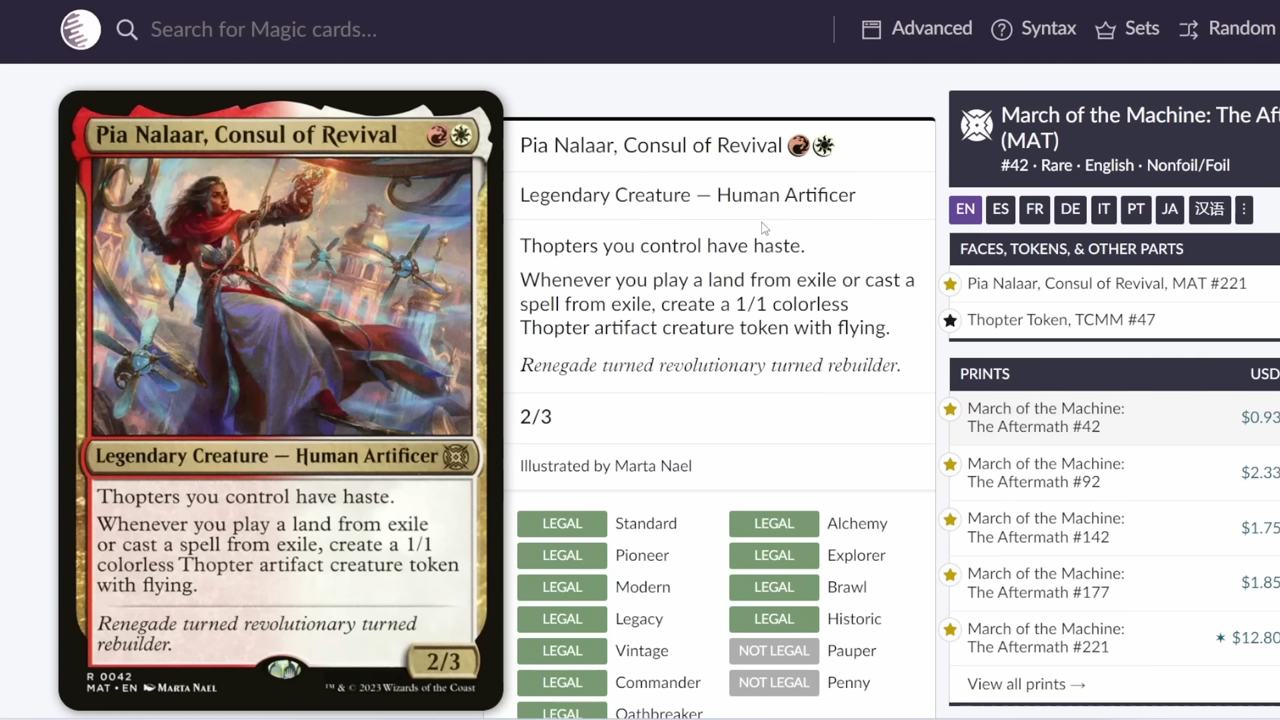 Search for Magic cards...
Advanced
Syntax
Sets
Random
Pia Nalaar, Consul of Revival
Legendary Creature — Human Artificer
Thopters you control have haste.
Whenever you play a land from exile
or cast a spell from exile, create a 1/1
colorless Thopter artifact creature token
with flying.
Renegade turned revolutionary turned
rebuilder.
2/3
R 0042
MAT • EN Marta Nael
™ & © 2023 Wizards of the Coast
Pia Nalaar, Consul of Revival
Legendary Creature — Human Artificer
Thopters you control have haste.
Whenever you play a land from exile or cast a
spell from exile, create a 1/1 colorless
Thopter artifact creature token with flying.
Renegade turned revolutionary turned rebuilder.
2/3
Illustrated by Marta Nael
LEGAL Standard LEGAL Alchemy
LEGAL Pioneer LEGAL Explorer
LEGAL Modern LEGAL Brawl
LEGAL Legacy LEGAL Historic
LEGAL Vintage NOT LEGAL Pauper
LEGAL Commander NOT LEGAL Penny
LEGAL Oathbreaker
March of the Machine: The Aft
(MAT)
#42 · Rare · English · Nonfoil/Foil
EN ES FR DE IT PT JA 汉语
FACES, TOKENS, & OTHER PARTS
Pia Nalaar, Consul of Revival, MAT #221
Thopter Token, TCMM #47
PRINTS USD
March of the Machine:
The Aftermath #42 $0.93
March of the Machine:
The Aftermath #92 $2.33
March of the Machine:
The Aftermath #142 $1.75
March of the Machine:
The Aftermath #177 $1.85
March of the Machine:
The Aftermath #221 $12.80
View all prints →